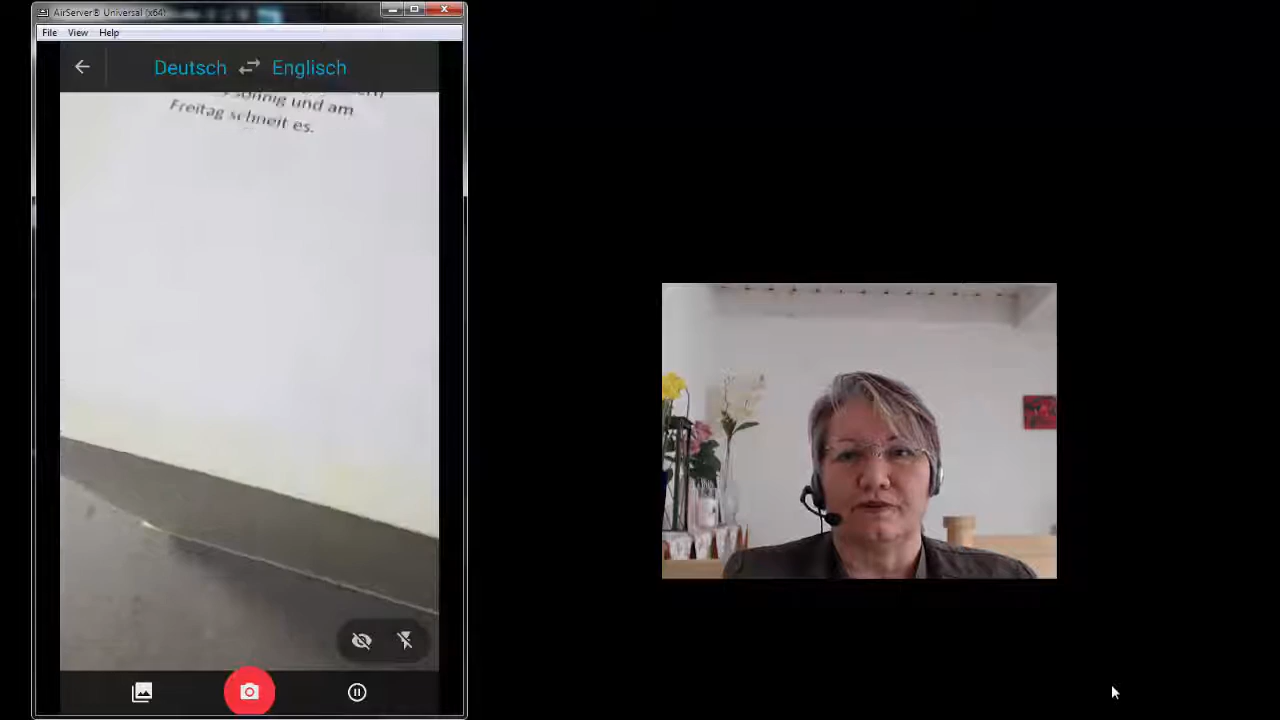 AirServer® Universal (x64)
File View Help
Deutsch Englisch
sonnig und am
Freitag schneit es.